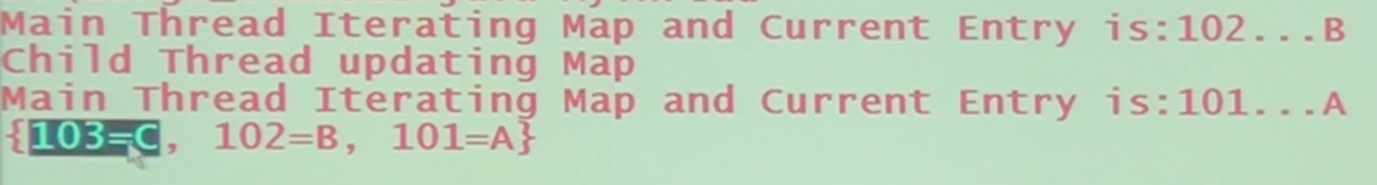 Main Thread Iterating Map and Current Entry is:102...B
Child Thread updating Map
Main Thread Iterating Map and Current Entry is:101...A
{103=C, 102=B, 101=A}